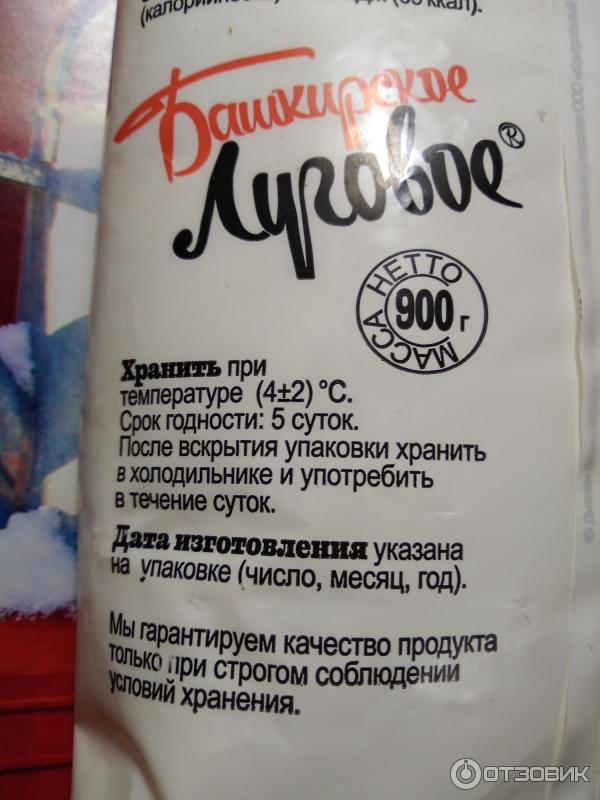 Башкирское
Луговое®
МАССА НЕТТО
900 г
Хранить при
температуре (4±2) °С.
Срок годности: 5 суток.
После вскрытия упаковки хранить
в холодильнике и употребить
в течение суток.
Дата изготовления указана
на упаковке (число, месяц, год).
Мы гарантируем качество продукта
только при строгом соблюдении
условий хранения.
ОТЗОВИК